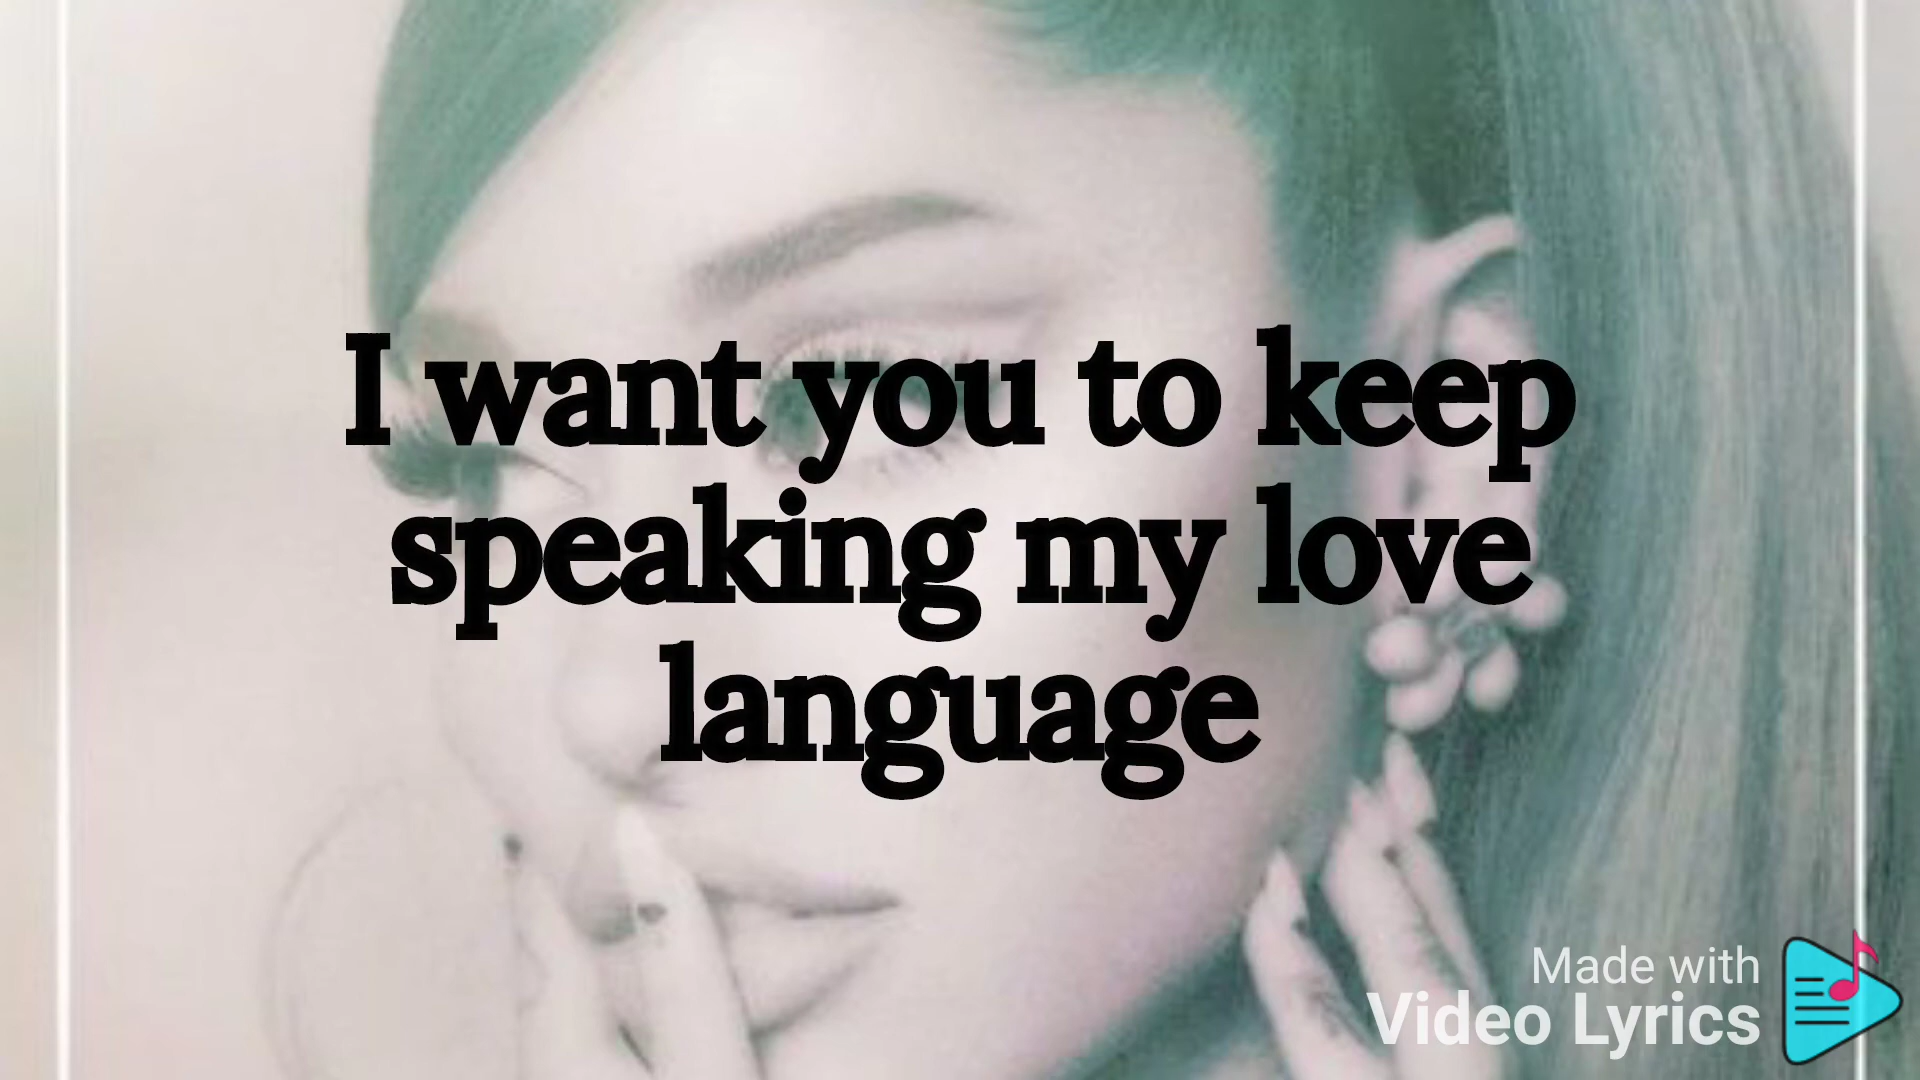 I want you to keep
speaking my love
language
Made with
Video Lyrics